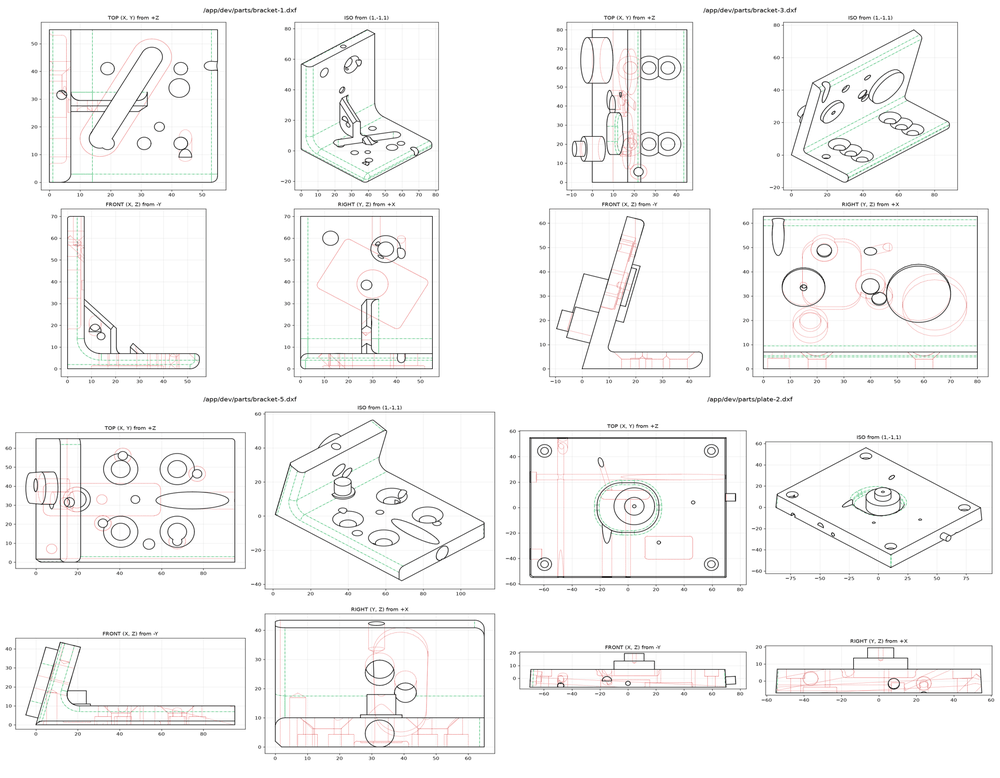 /app/dev/parts/bracket-1.dxf
TOP (X, Y) from +Z
ISO from (1,-1,1)
FRONT (X, Z) from -Y
RIGHT (Y, Z) from +X
/app/dev/parts/bracket-3.dxf
TOP (X, Y) from +Z
ISO from (1,-1,1)
FRONT (X, Z) from -Y
RIGHT (Y, Z) from +X
/app/dev/parts/bracket-5.dxf
TOP (X, Y) from +Z
ISO from (1,-1,1)
FRONT (X, Z) from -Y
RIGHT (Y, Z) from +X
/app/dev/parts/plate-2.dxf
TOP (X, Y) from +Z
ISO from (1,-1,1)
FRONT (X, Z) from -Y
RIGHT (Y, Z) from +X